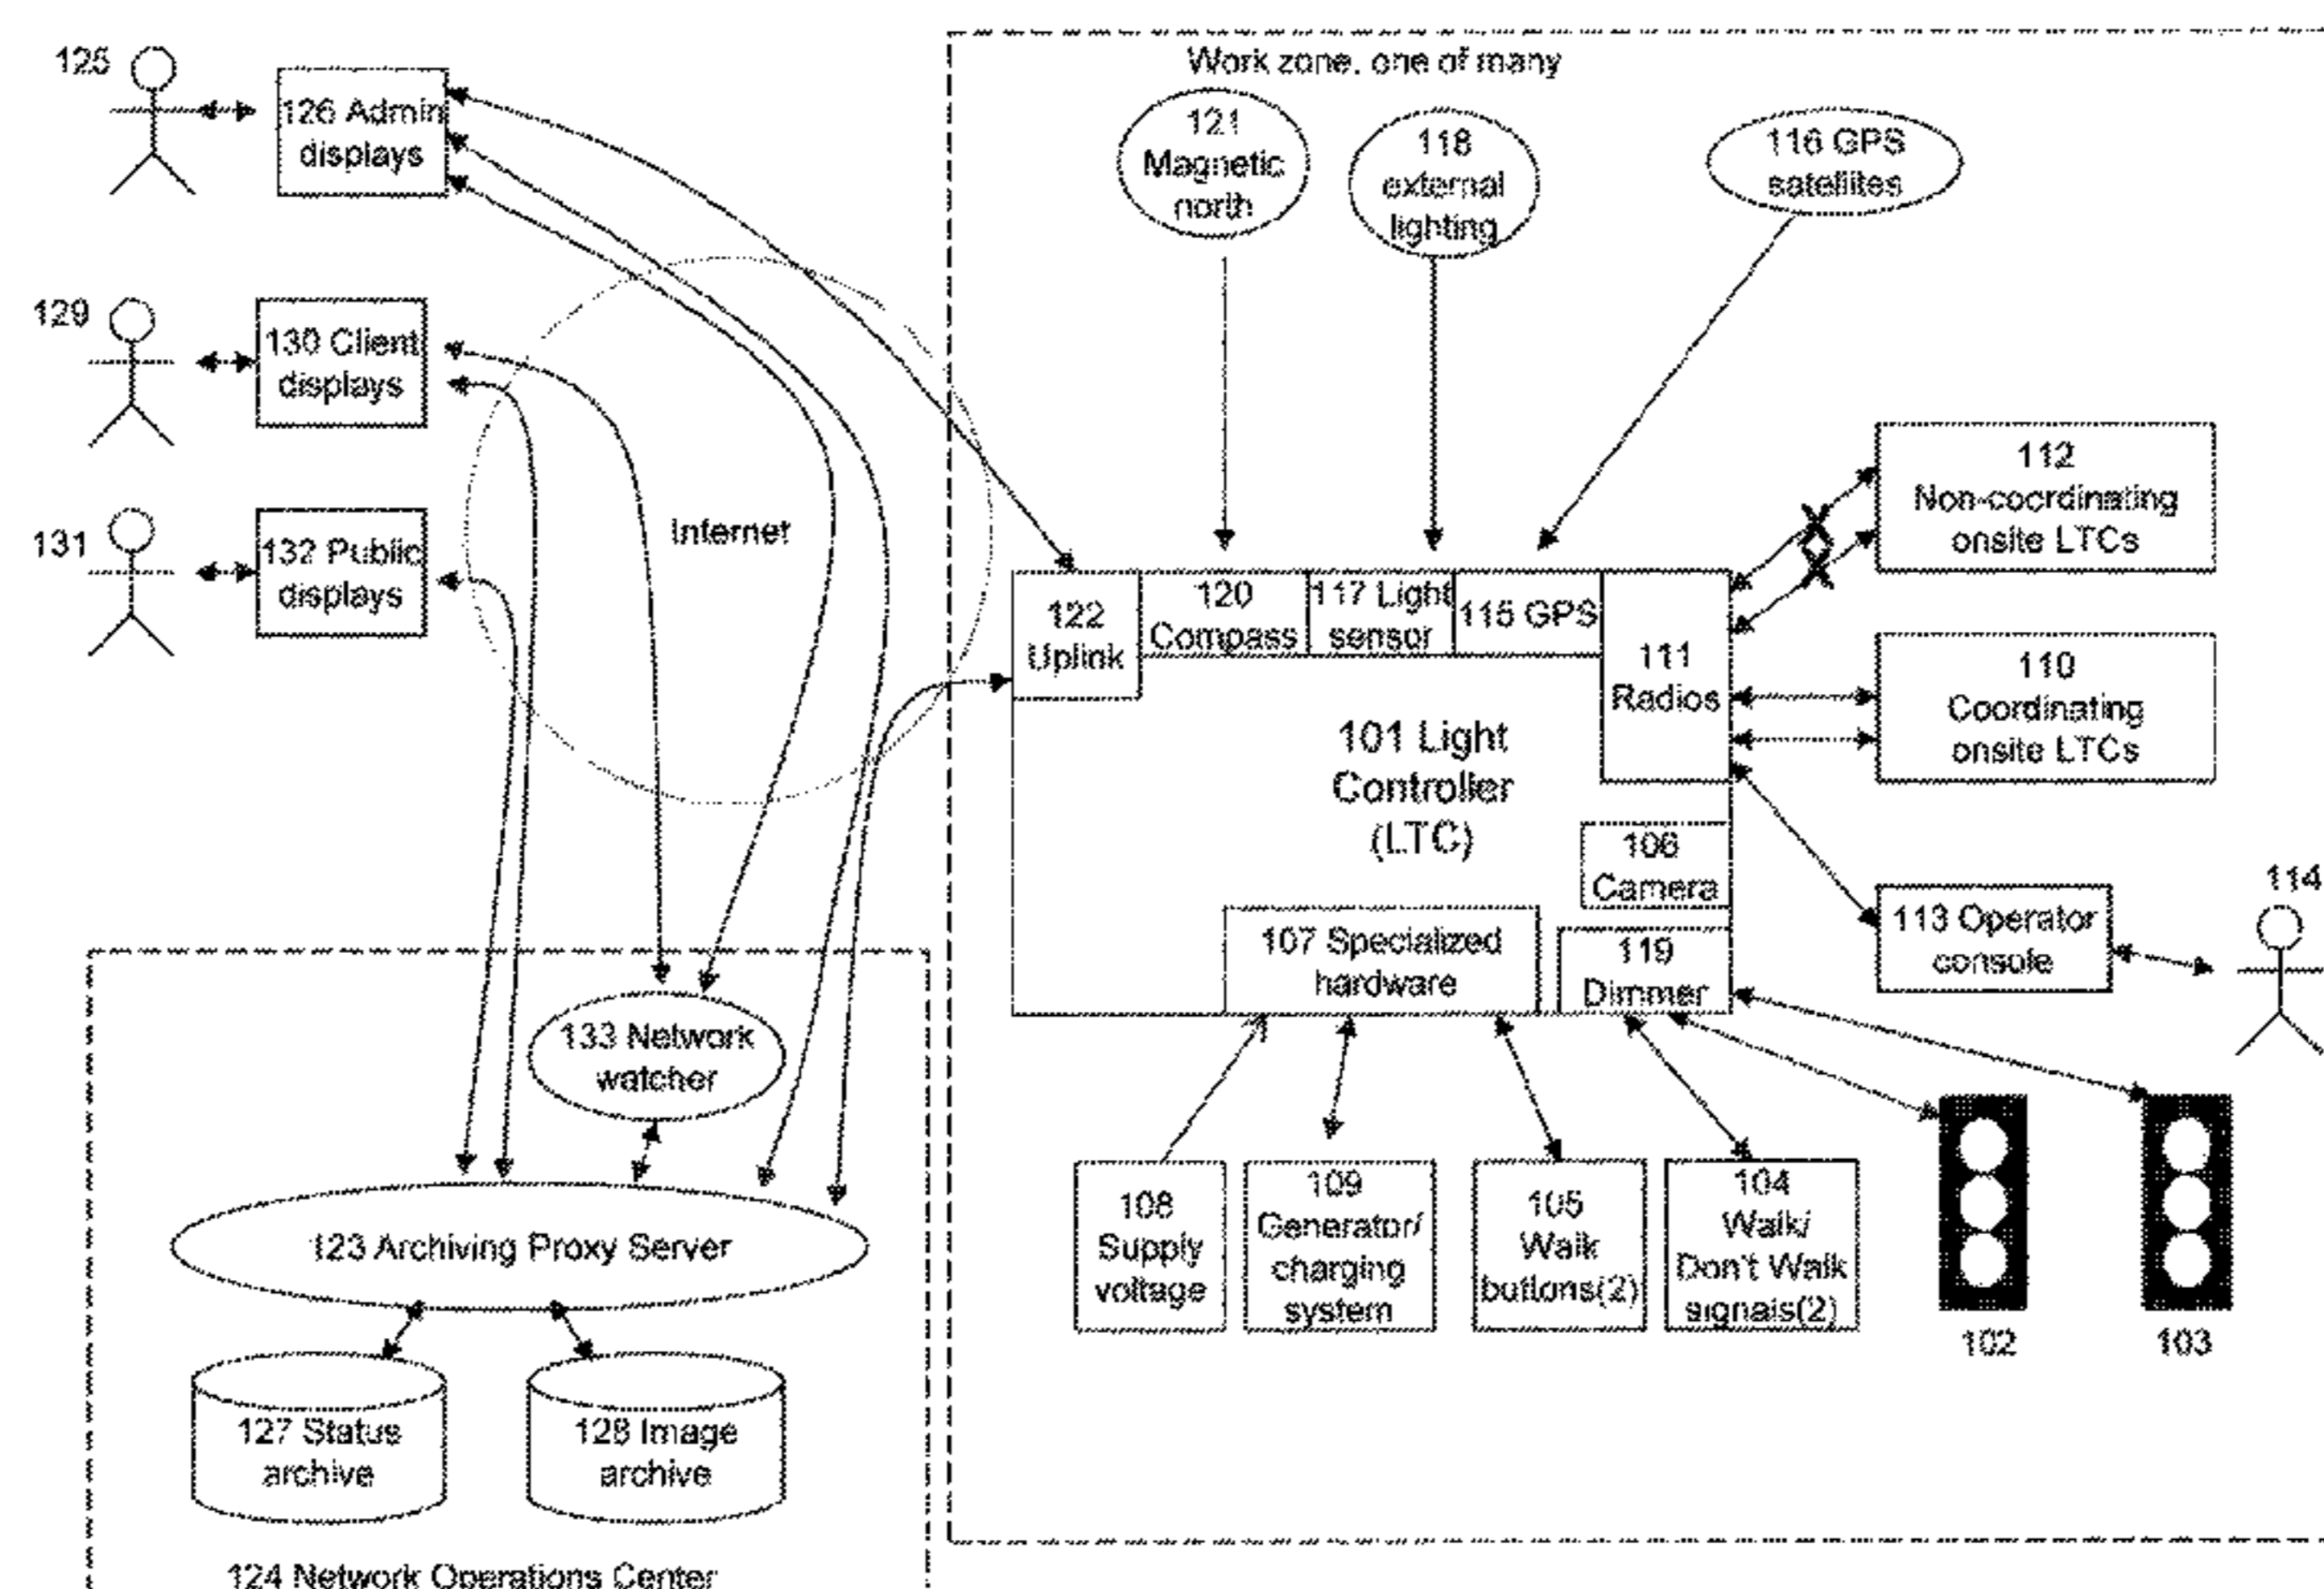 Work zone, one of many
125
126 Admin
displays
121
Magnetic
north
118
external
lighting
116 GPS
satellites
129
130 Client
displays
131
132 Public
displays
Internet
112
Non-coordinating
onsite LTCs
122
Uplink
120
Compass
117 Light
sensor
115 GPS
111
Radios
110
Coordinating
onsite LTCs
101 Light
Controller
(LTC)
106
Camera
107 Specialized
hardware
119
Dimmer
113 Operator
console
114
133 Network
watcher
108
Supply
voltage
109
Generator/
charging
system
105
Walk
buttons(2)
104
Walk/
Don't Walk
signals(2)
102
103
123 Archiving Proxy Server
127 Status
archive
128 Image
archive
124 Network Operations Center